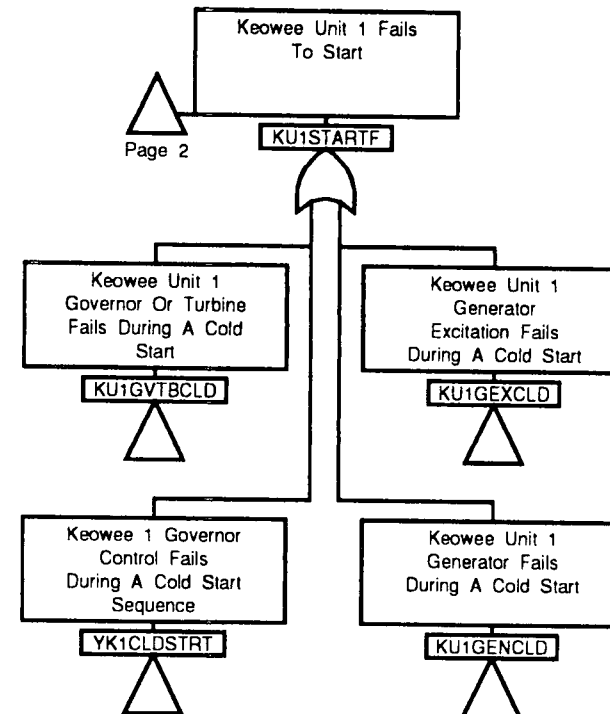 Keowee Unit 1 Fails
To Start
Page 2
KU1STARTF
Keowee Unit 1
Governor Or Turbine
Fails During A Cold
Start
KU1GVTBCLD
Keowee Unit 1
Generator
Excitation Fails
During A Cold Start
KU1GEXCLD
Keowee 1 Governor
Control Fails
During A Cold Start
Sequence
YK1CLDSTRT
Keowee Unit 1
Generator Fails
During A Cold Start
KU1GENCLD